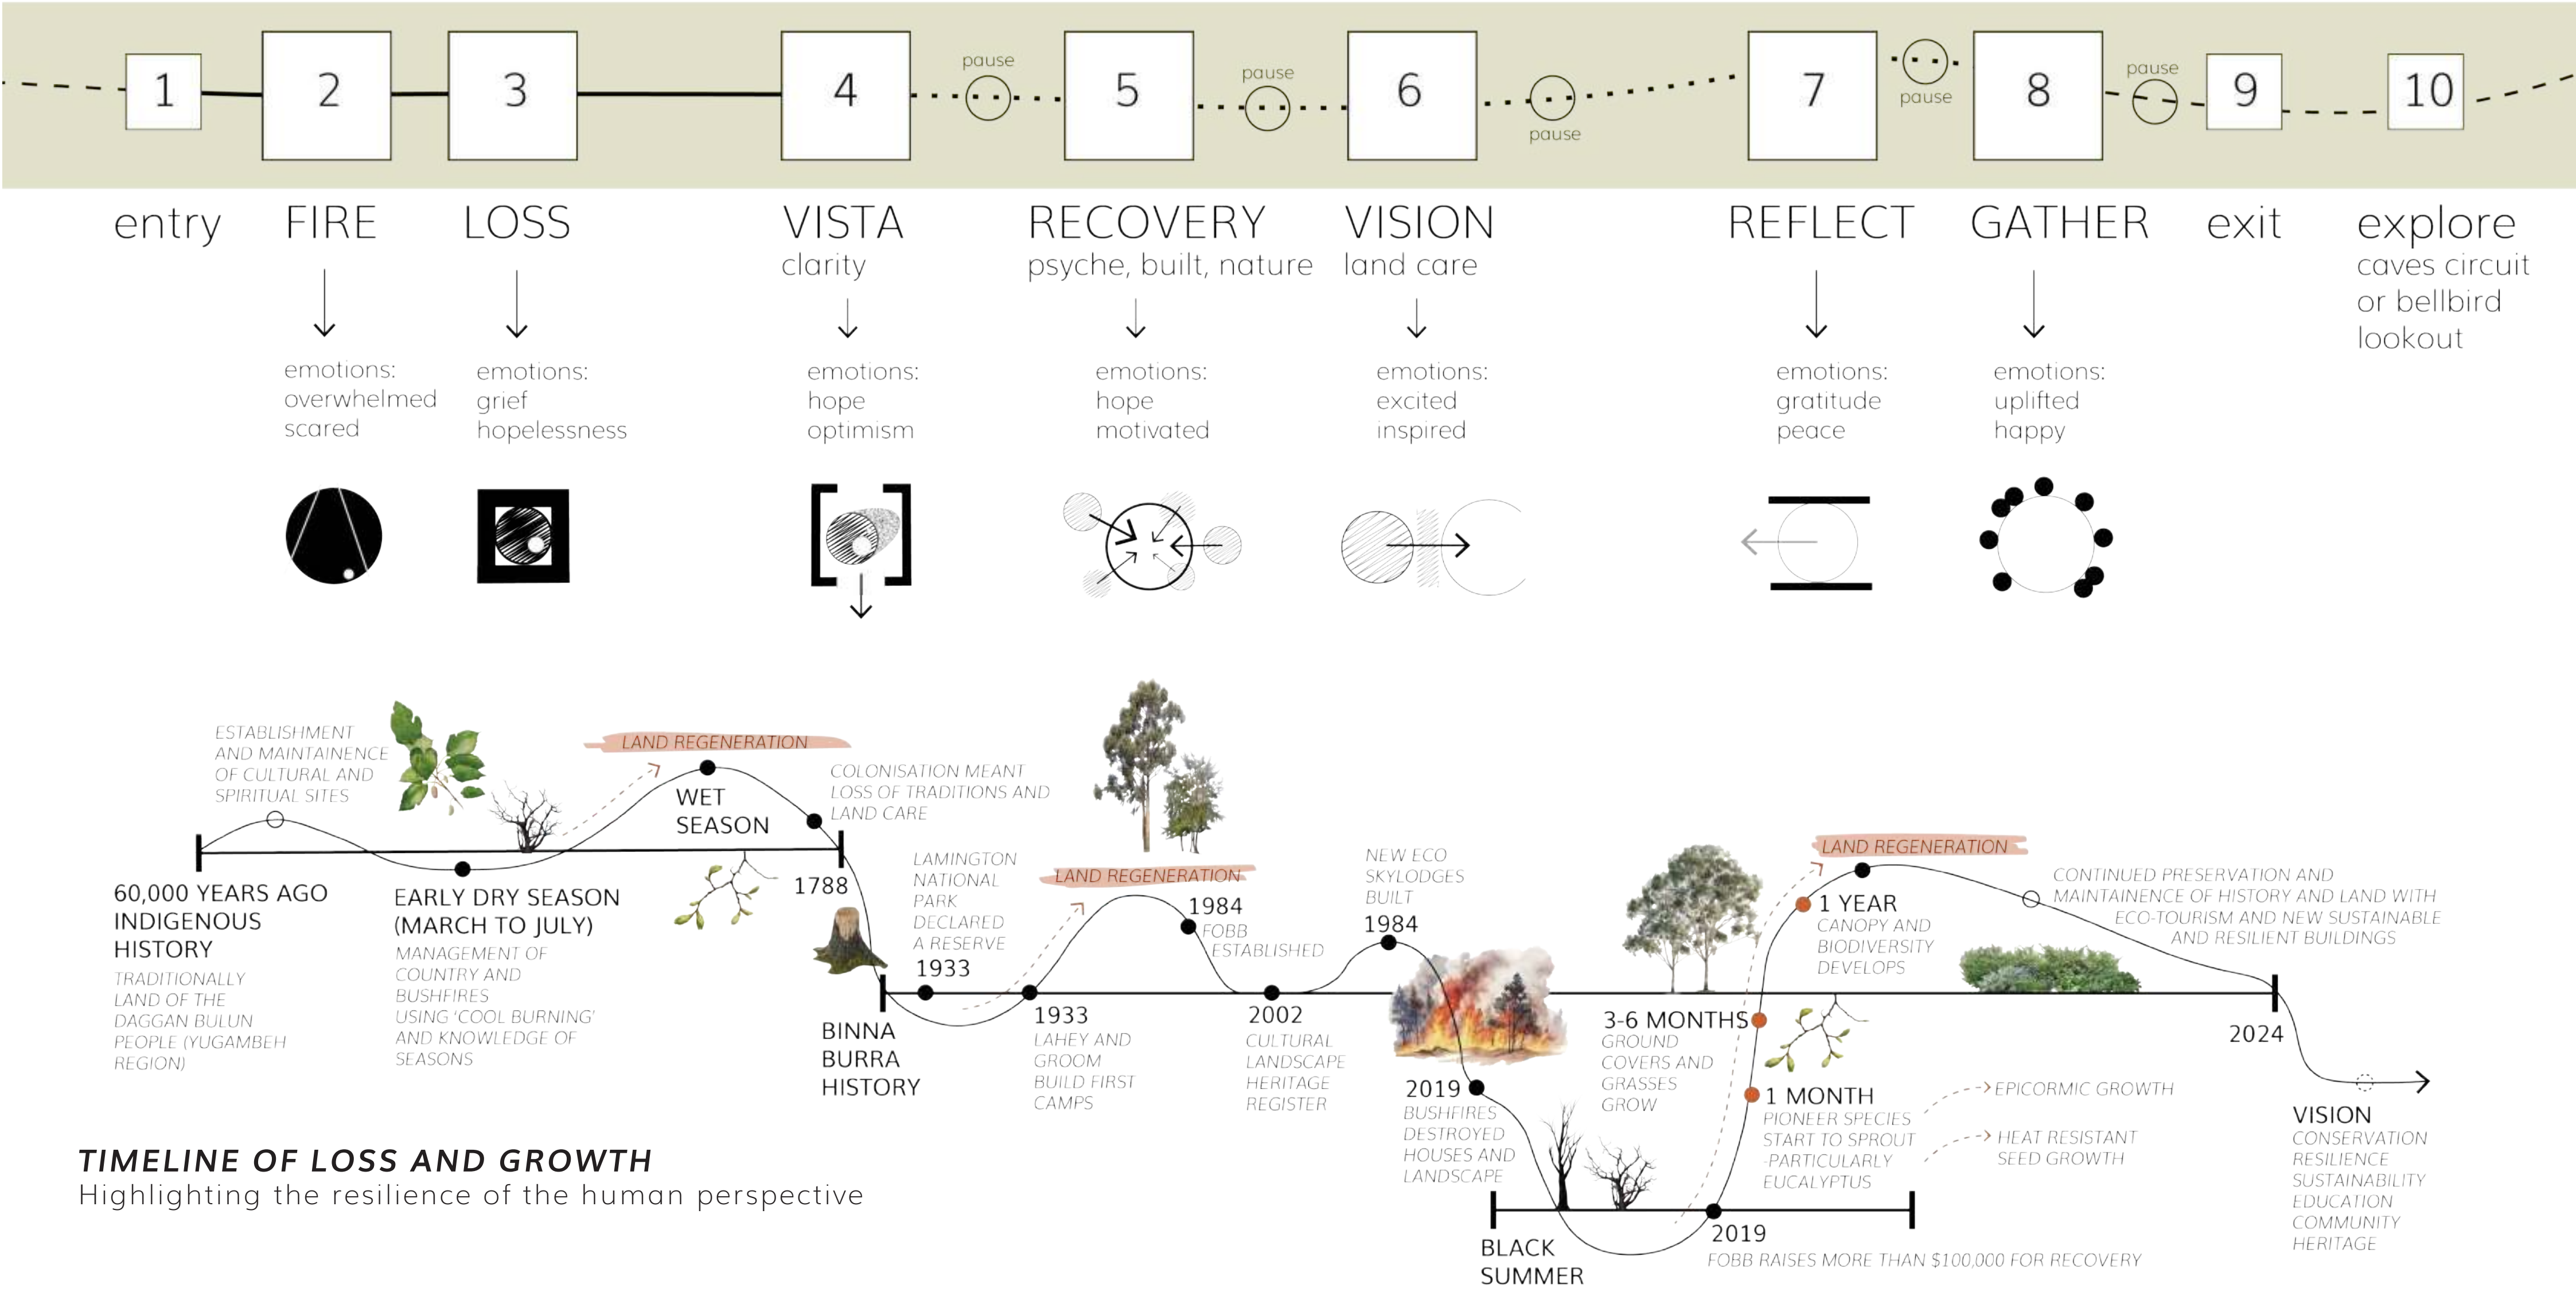 1
2
3
4
pause
5
pause
6
pause
7
pause
8
pause
9
10
entry
FIRE
LOSS
VISTA
clarity
RECOVERY
psyche, built, nature
VISION
land care
REFLECT
GATHER
exit
explore
caves circuit
or bellbird
lookout
emotions:
overwhelmed
scared
emotions:
grief
hopelessness
emotions:
hope
optimism
emotions:
hope
motivated
emotions:
excited
inspired
emotions:
gratitude
peace
emotions:
uplifted
happy
ESTABLISHMENT
AND MAINTAINENCE
OF CULTURAL AND
SPIRITUAL SITES
LAND REGENERATION
WET
SEASON
COLONISATION MEANT
LOSS OF TRADITIONS AND
LAND CARE
60,000 YEARS AGO
INDIGENOUS
HISTORY
TRADITIONALLY
LAND OF THE
DAGGAN BULUN
PEOPLE (YUGAMBEH
REGION)
EARLY DRY SEASON
(MARCH TO JULY)
MANAGEMENT OF
COUNTRY AND
BUSHFIRES
USING 'COOL BURNING'
AND KNOWLEDGE OF
SEASONS
1788
BINNA
BURRA
HISTORY
LAMINGTON
NATIONAL
PARK
DECLARED
A RESERVE
1933
LAND REGENERATION
1933
LAHEY AND
GROOM
BUILD FIRST
CAMPS
1984
FOBB
ESTABLISHED
2002
CULTURAL
LANDSCAPE
HERITAGE
REGISTER
NEW ECO
SKYLODGES
BUILT
1984
2019
BUSHFIRES
DESTROYED
HOUSES AND
LANDSCAPE
BLACK
SUMMER
2019
FOBB RAISES MORE THAN $100,000 FOR RECOVERY
1 MONTH
PIONEER SPECIES
START TO SPROUT
-PARTICULARLY
EUCALYPTUS
EPICORMIC GROWTH
HEAT RESISTANT
SEED GROWTH
3-6 MONTHS
GROUND
COVERS AND
GRASSES
GROW
1 YEAR
CANOPY AND
BIODIVERSITY
DEVELOPS
LAND REGENERATION
CONTINUED PRESERVATION AND
MAINTAINENCE OF HISTORY AND LAND WITH
ECO-TOURISM AND NEW SUSTAINABLE
AND RESILIENT BUILDINGS
2024
VISION
CONSERVATION
RESILIENCE
SUSTAINABILITY
EDUCATION
COMMUNITY
HERITAGE
TIMELINE OF LOSS AND GROWTH
Highlighting the resilience of the human perspective